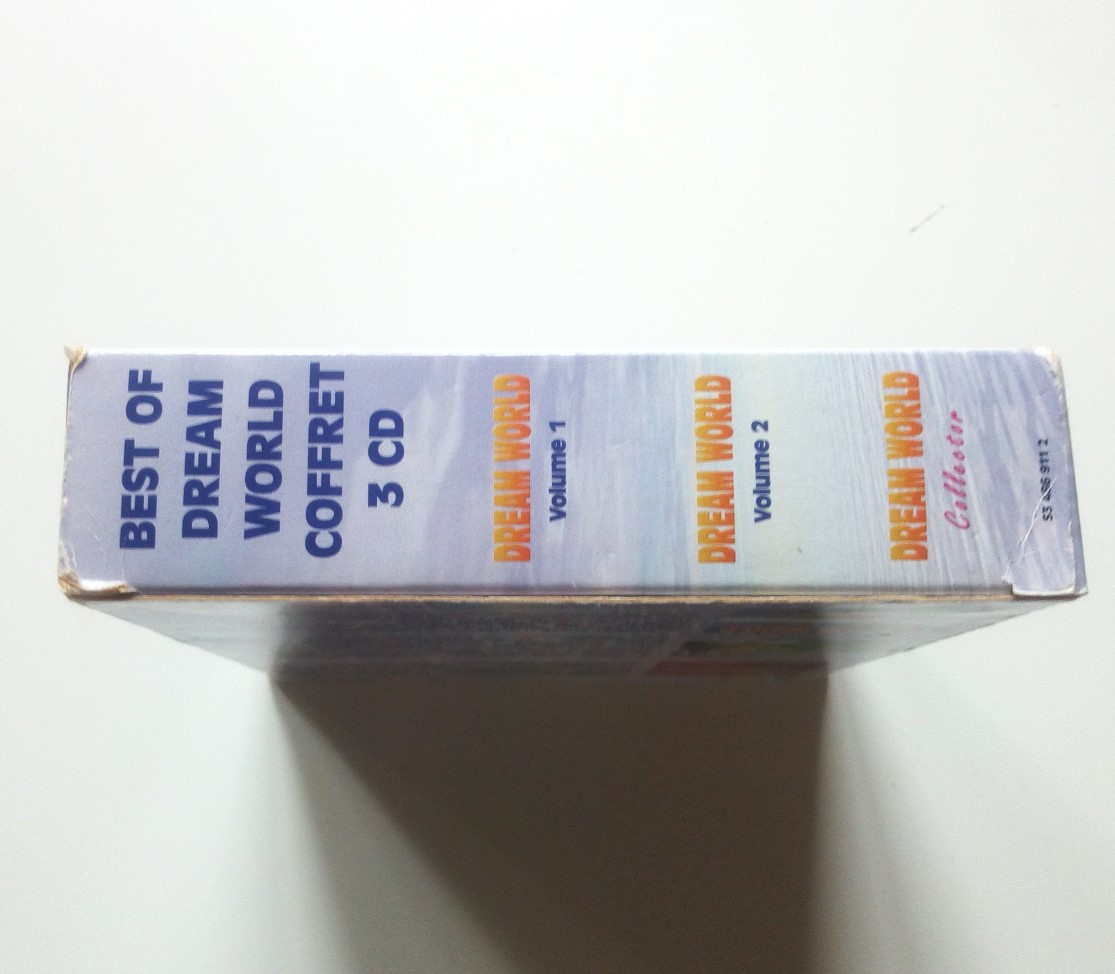 BEST OF
DREAM
WORLD
COFFRET
3 CD
DREAM WORLD
Volume 1
DREAM WORLD
Volume 2
DREAM WORLD
Collector